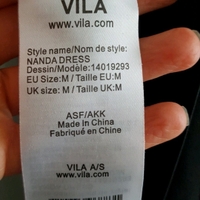 VILA
www.vila.com
Style name/Nom de style:
NANDA DRESS
Dessin/Modèle:14019293
EU Size:M / Taille EU:M
UK size:M / Taille UK:M
ASF/AKK
Made in China
Fabriqué en Chine
VILA A/S
www.vila.com